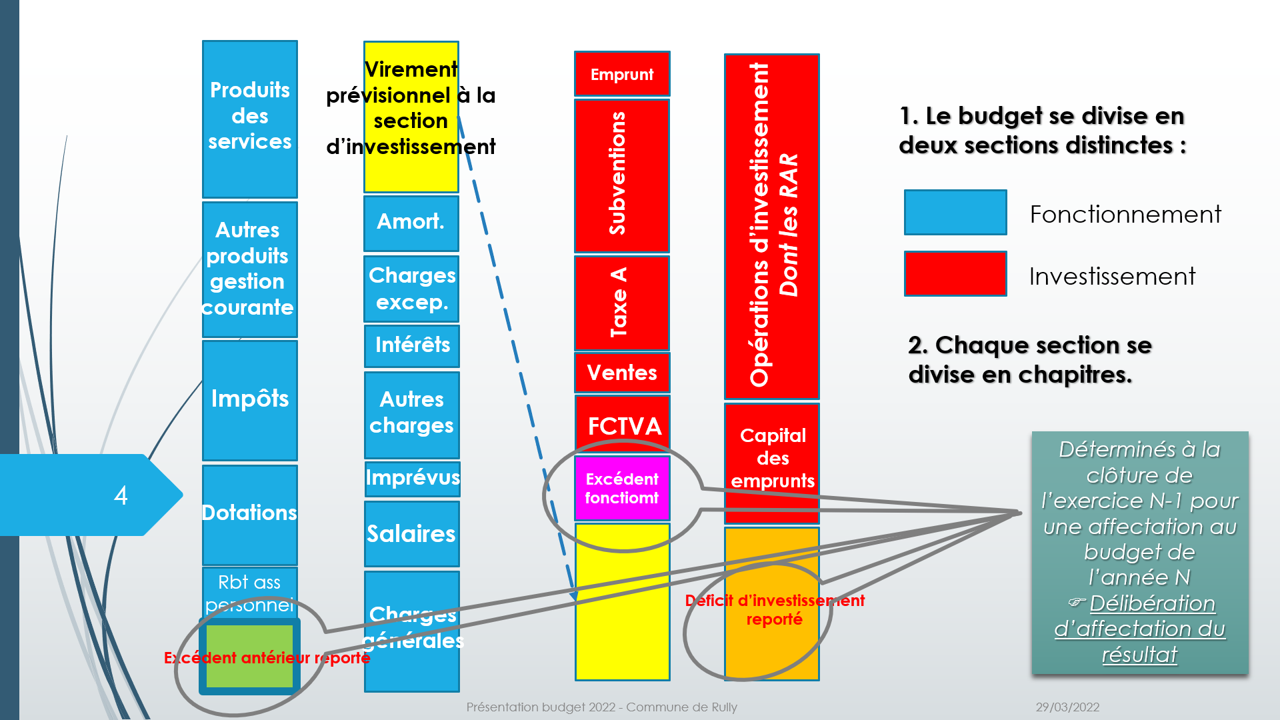 Produits
des
services
Autres
produits
gestion
courante
Impôts
Dotations
Rbt ass
personnel
Excédent antérieur reporté
Virement
prévisionnel à la
section
d’investissement
Amort.
Charges
excep.
Intérêts
Autres
charges
Imprévus
Salaires
Charges
générales
Emprunt
Subventions
Taxe A
Ventes
FCTVA
Excédent
fonctiomt
Opérations d’investissement
Dont les RAR
Capital
des
emprunts
Déficit d’investissement
reporté
1. Le budget se divise en
deux sections distinctes :
Fonctionnement
Investissement
2. Chaque section se
divise en chapitres.
Déterminés à la
clôture de
l’exercice N-1 pour
une affectation au
budget de
l’année N
☞ Délibération
d’affectation du
résultat
4
Présentation budget 2022 - Commune de Rully
29/03/2022